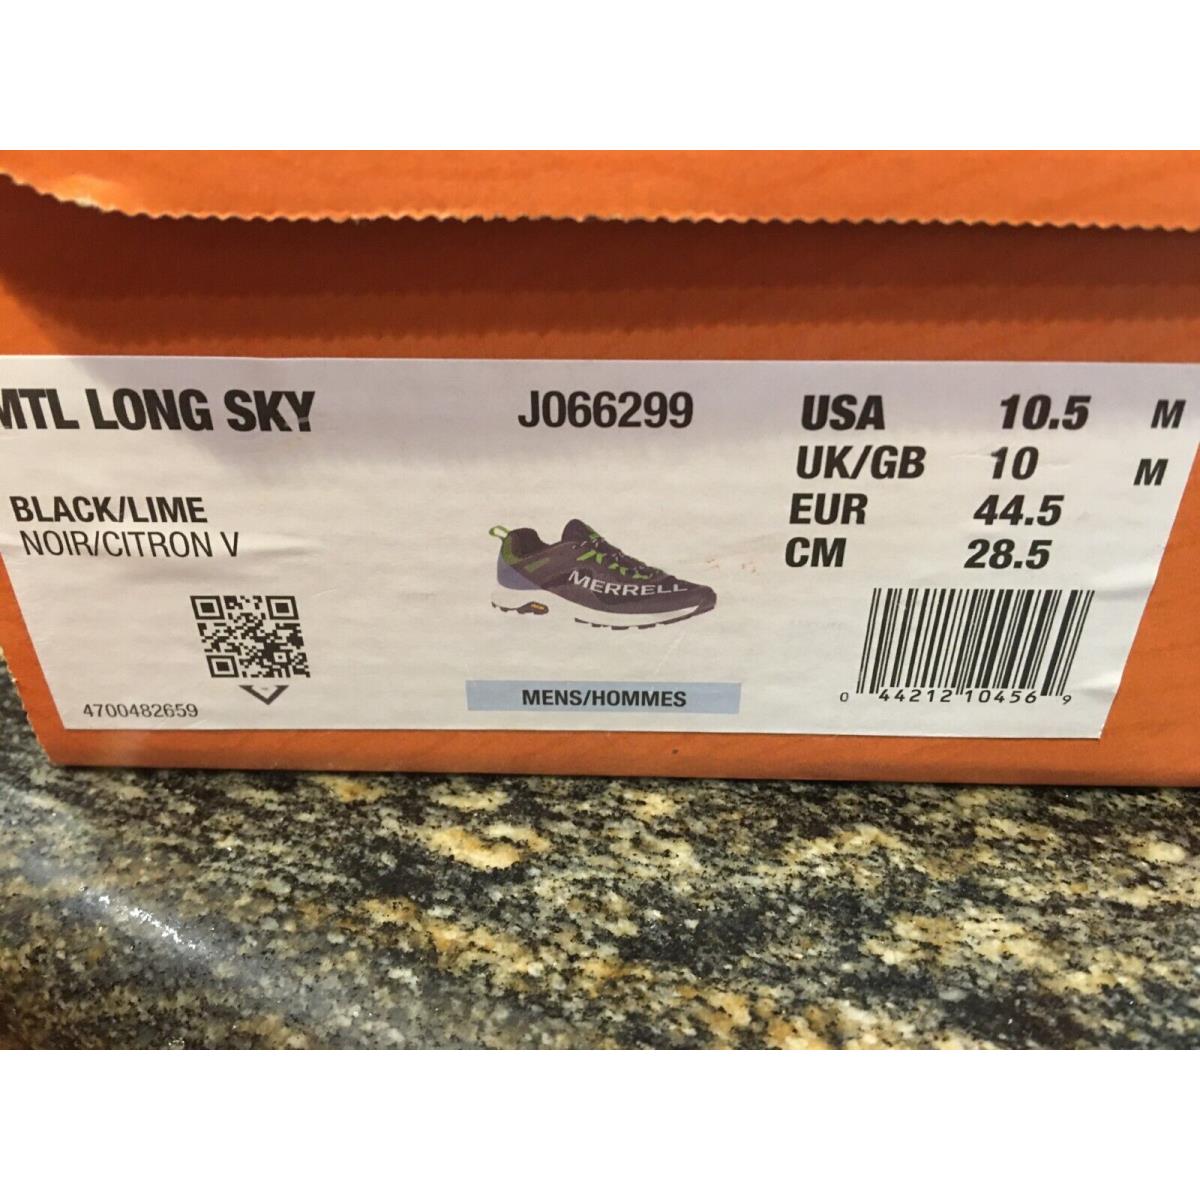 MTL LONG SKY J066299 USA 10.5 M
UK/GB 10 M
BLACK/LIME EUR 44.5
NOIR/CITRON V CM 28.5
MERRELL
4700482659 MENS/HOMMES 0 44212 10456 9